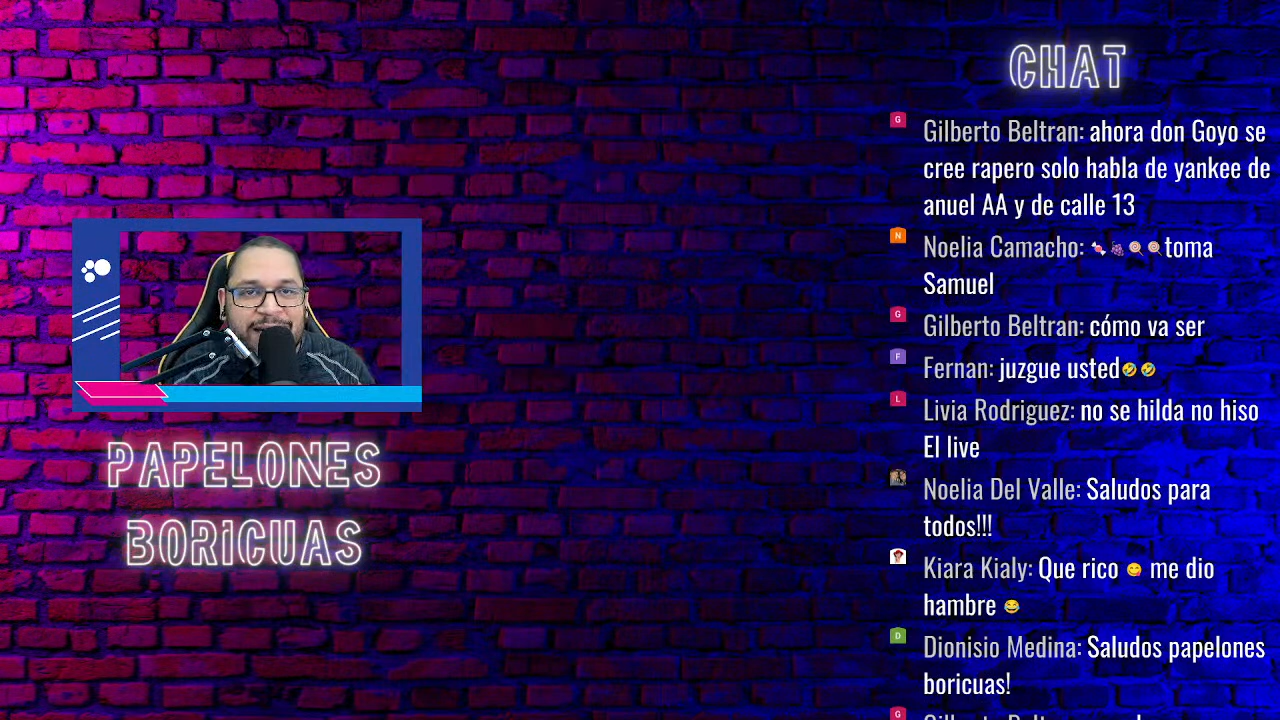 CHAT
G
Gilberto Beltran: ahora don Goyo se
cree rapero solo habla de yankee de
anuel AA y de calle 13
N
Noelia Camacho: 🍬🍇🍭🍭toma
Samuel
G
Gilberto Beltran: cómo va ser
F
Fernan: juzgue usted🤣🤣
L
Livia Rodriguez: no se hilda no hiso
El live
Noelia Del Valle: Saludos para
todos!!!
Kiara Kialy: Que rico 😋 me dio
hambre 😂
D
Dionisio Medina: Saludos papelones
boricuas!
G
PAPELONES
BORICUAS